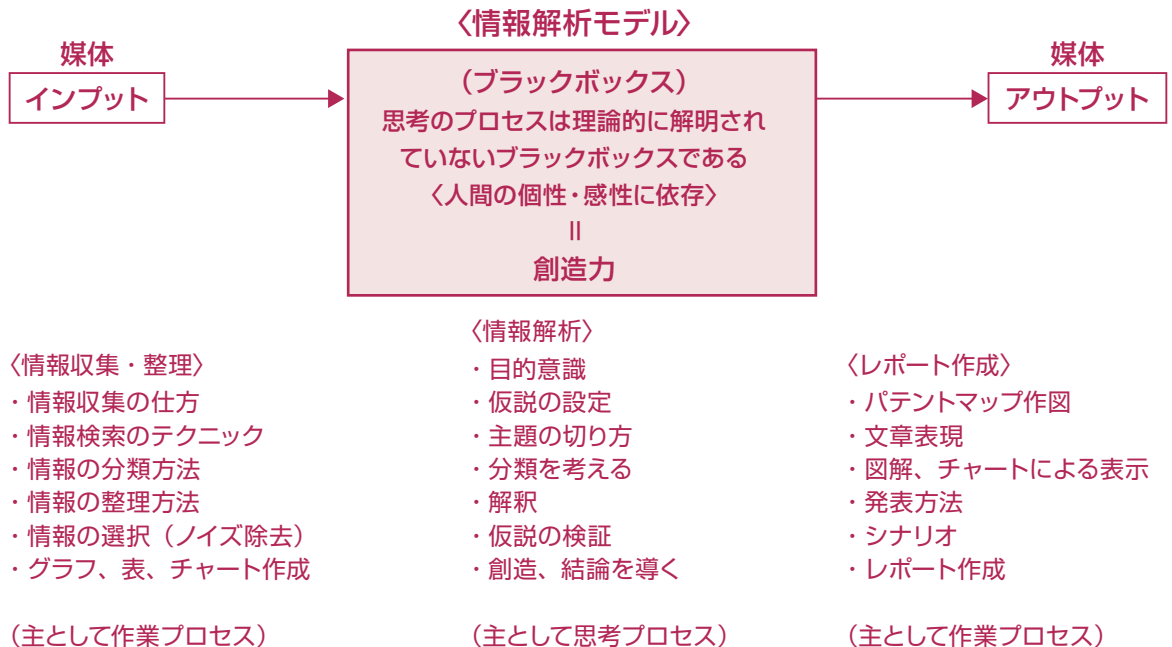 〈情報解析モデル〉
媒体
インプット
（ブラックボックス）
思考のプロセスは理論的に解明され
ていないブラックボックスである
〈人間の個性・感性に依存〉
＝
創造力
媒体
アウトプット
〈情報収集・整理〉
・情報収集の仕方
・情報検索のテクニック
・情報の分類方法
・情報の整理方法
・情報の選択（ノイズ除去）
・グラフ、表、チャート作成
（主として作業プロセス）
〈情報解析〉
・目的意識
・仮説の設定
・主題の切り方
・分類を考える
・解釈
・仮説の検証
・創造、結論を導く
（主として思考プロセス）
〈レポート作成〉
・パテントマップ作図
・文章表現
・図解、チャートによる表示
・発表方法
・シナリオ
・レポート作成
（主として作業プロセス）